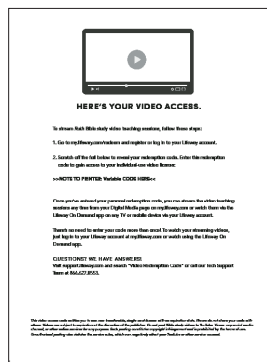 HERE'S YOUR VIDEO ACCESS.
To stream Ruth Bible study video teaching sessions, follow these steps:
1. Go to my.lifeway.com/redeem and register or log in to your Lifeway account.
2. Scratch off the foil below to reveal your redemption code. Enter this redemption
code to gain access to your individual-use video license:
>>NOTE TO PRINTER: Variable CODE HERE<<
Once you've entered your personal redemption code, you can stream the video teaching
sessions any time from your Digital Media page on my.lifeway.com or watch them via the
Lifeway On Demand app on any TV or mobile device via your Lifeway account.
There's no need to enter your code more than once! To watch your streaming videos,
just log in to your Lifeway account at my.lifeway.com or watch using the Lifeway On
Demand app.
QUESTIONS? WE HAVE ANSWERS!
Visit support.lifeway.com and search "Video Redemption Code" or call our Tech Support
Team at 866.627.8553.